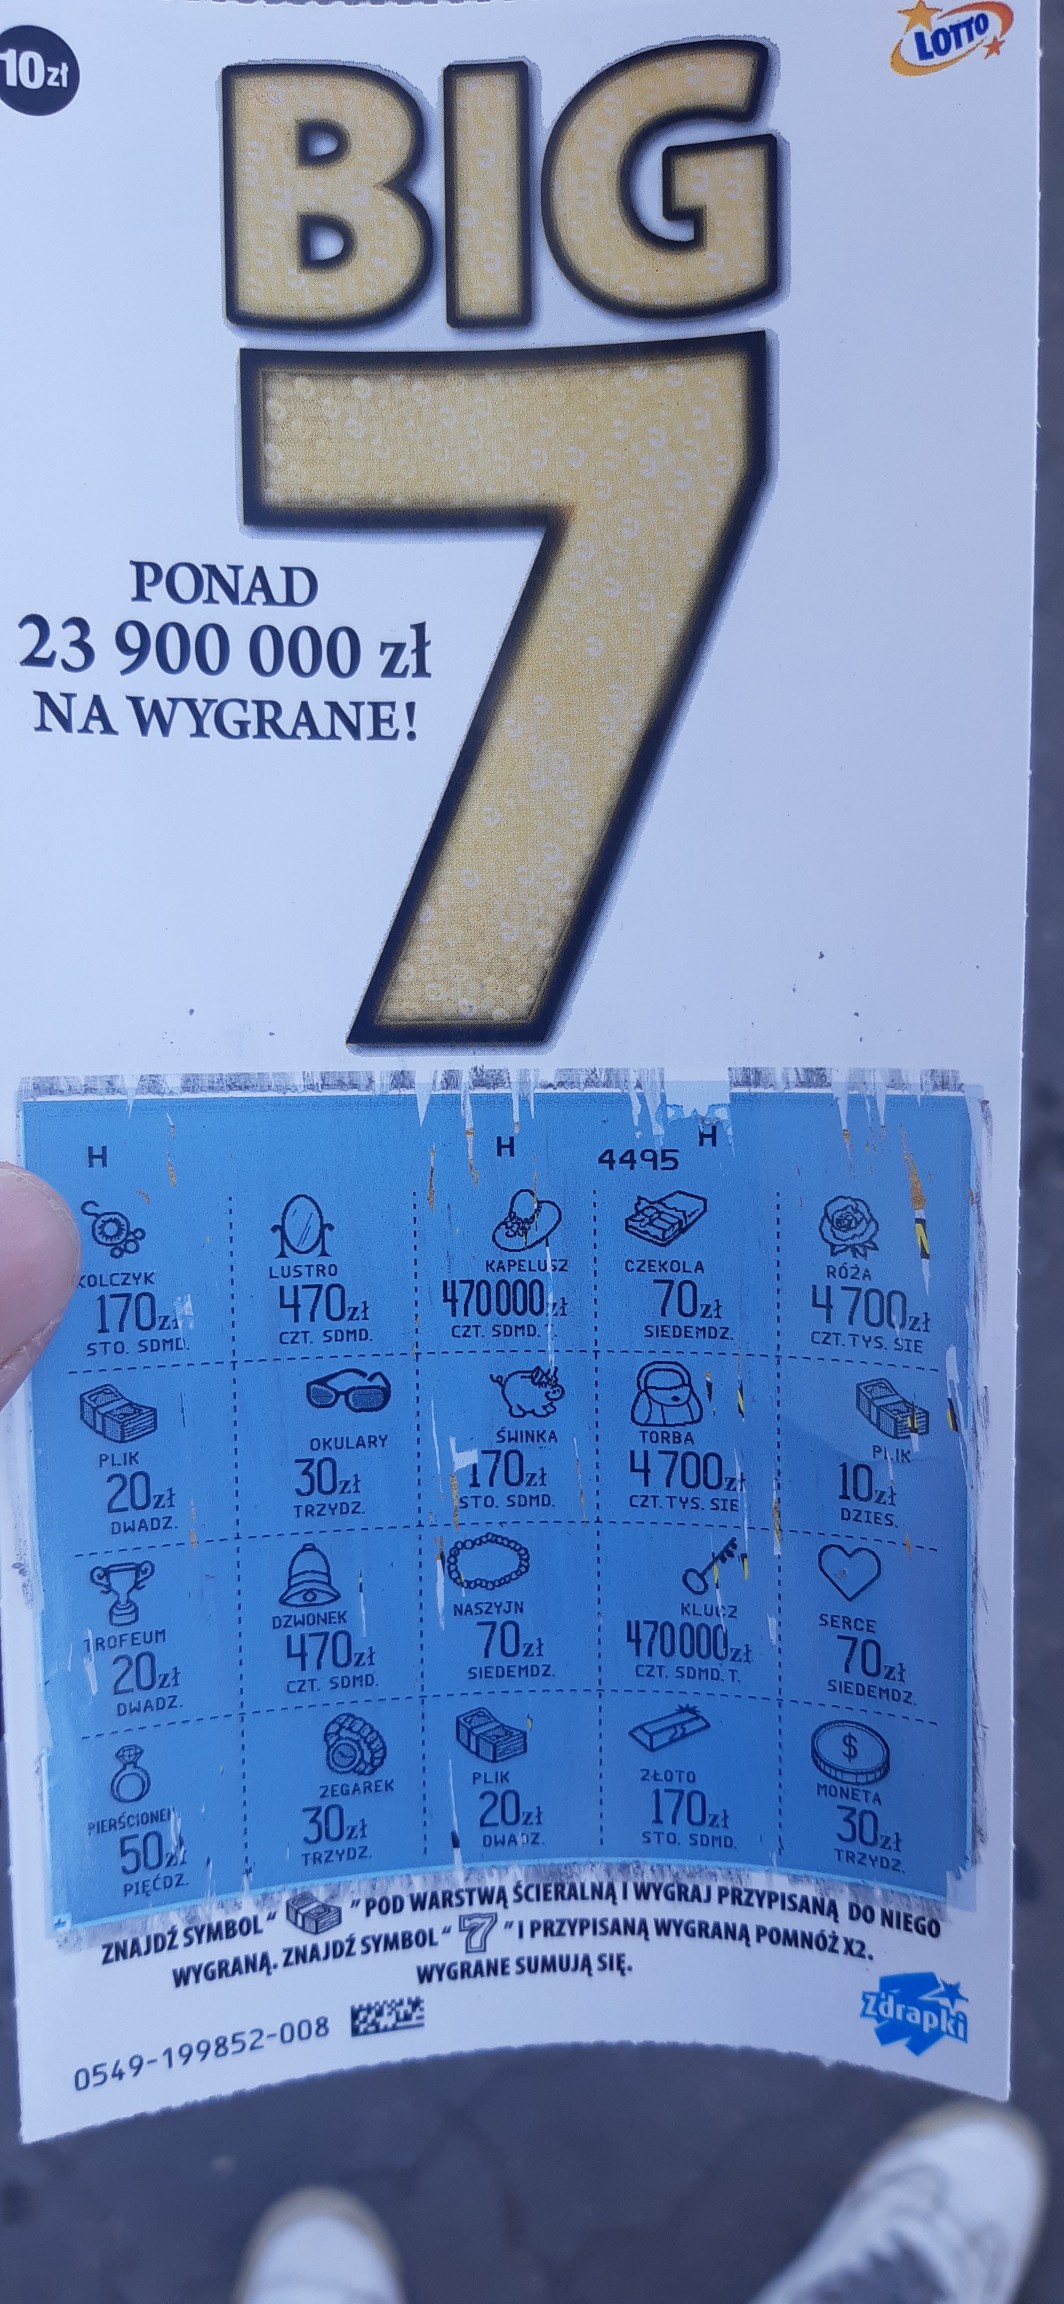 10zł
LOTTO
BIG
7
PONAD
23 900 000 zł
NA WYGRANE!
H H H
4495
KOLCZYK LUSTRO KAPELUSZ CZEKOLA RÓŻA
170zł 470zł 470000zł 70zł 4700zł
STO. SDMD. CZT. SDMD. CZT. SDMD. T. SIEDEMDZ. CZT. TYS. SIE
PLIK OKULARY ŚWINKA TORBA PLIK
20zł 30zł 170zł 4700zł 10zł
DWADZ. TRZYDZ. STO. SDMD. CZT. TYS. SIE DZIES.
TROFEUM DZWONEK NASZYJN KLUCZ SERCE
20zł 470zł 70zł 470000zł 70zł
DWADZ. CZT. SDMD. SIEDEMDZ. CZT. SDMD. T. SIEDEMDZ.
PIERŚCIONEK ZEGAREK PLIK ZŁOTO MONETA
50zł 30zł 20zł 170zł 30zł
PIĘĆDZ. TRZYDZ. DWADZ. STO. SDMD. TRZYDZ.
ZNAJDŹ SYMBOL “ ” POD WARSTWĄ ŚCIERALNĄ I WYGRAJ PRZYPISANĄ DO NIEGO
WYGRANĄ. ZNAJDŹ SYMBOL “ 7 ” I PRZYPISANĄ WYGRANĄ POMNÓŻ X2.
WYGRANE SUMUJĄ SIĘ.
Zdrapki
0549-199852-008